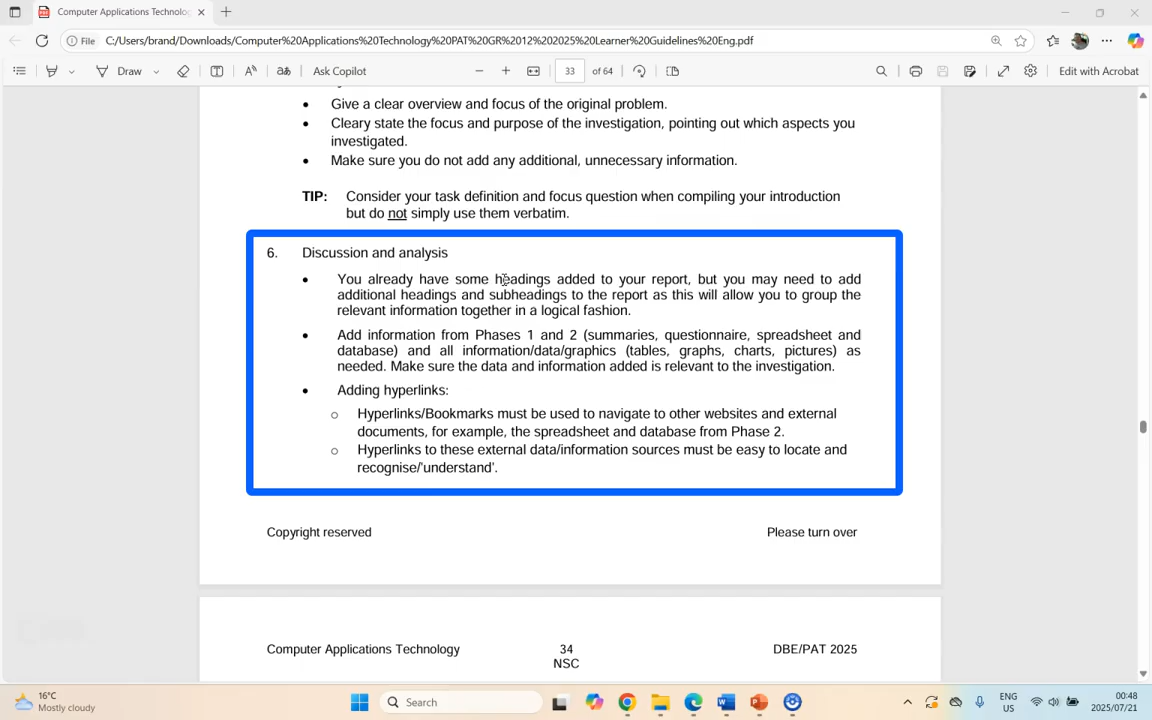 Computer Applications Technolog
File
C:/Users/brand/Downloads/Computer%20Applications%20Technology%20PAT%20GR%2012%202025%20Learner%20Guidelines%20Eng.pdf
Draw
Ask Copilot
33
of 64
Edit with Acrobat
• Give a clear overview and focus of the original problem.
• Cleary state the focus and purpose of the investigation, pointing out which aspects you
investigated.
• Make sure you do not add any additional, unnecessary information.
TIP: Consider your task definition and focus question when compiling your introduction
but do not simply use them verbatim.
6. Discussion and analysis
• You already have some headings added to your report, but you may need to add
additional headings and subheadings to the report as this will allow you to group the
relevant information together in a logical fashion.
• Add information from Phases 1 and 2 (summaries, questionnaire, spreadsheet and
database) and all information/data/graphics (tables, graphs, charts, pictures) as
needed. Make sure the data and information added is relevant to the investigation.
• Adding hyperlinks:
o Hyperlinks/Bookmarks must be used to navigate to other websites and external
documents, for example, the spreadsheet and database from Phase 2.
o Hyperlinks to these external data/information sources must be easy to locate and
recognise/'understand'.
Copyright reserved
Please turn over
Computer Applications Technology
34
DBE/PAT 2025
NSC
16°C
Mostly cloudy
Search
ENG
US
00:48
2025/07/21